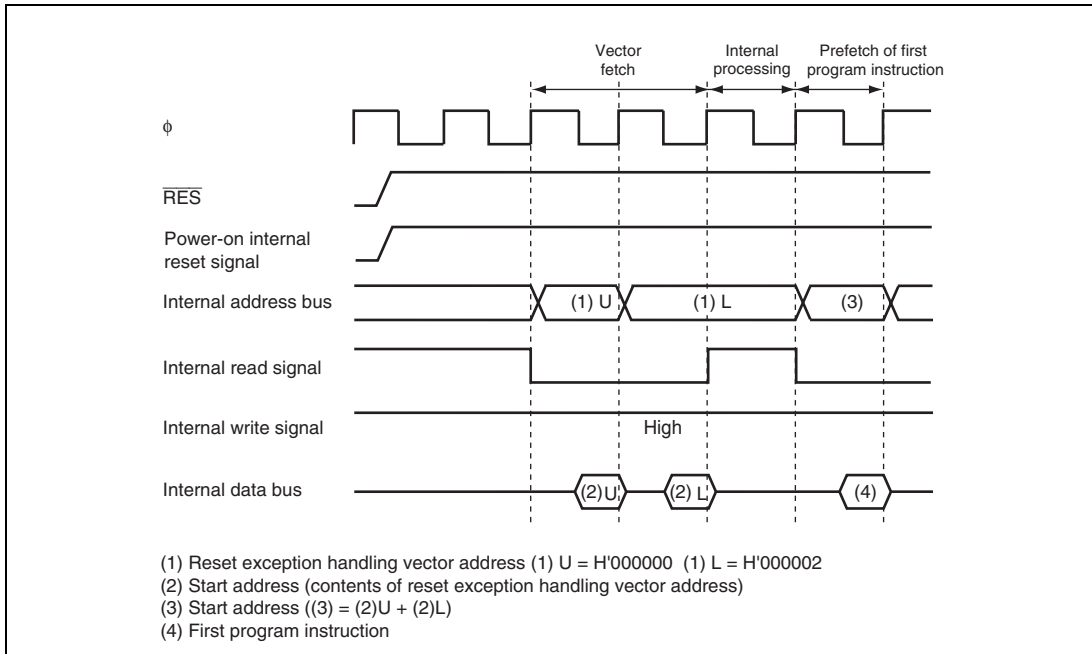 Vector
fetch
Internal
processing
Prefetch of first
program instruction
φ
RES
Power-on internal
reset signal
Internal address bus
(1) U
(1) L
(3)
Internal read signal
Internal write signal
High
Internal data bus
(2)U
(2) L
(4)
(1) Reset exception handling vector address (1) U = H'000000 (1) L = H'000002
(2) Start address (contents of reset exception handling vector address)
(3) Start address ((3) = (2)U + (2)L)
(4) First program instruction